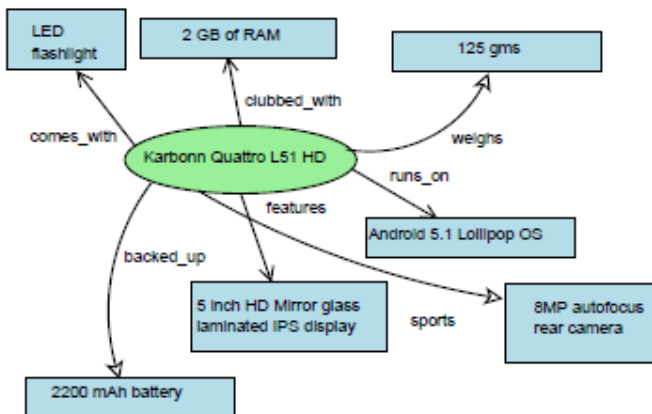 LED
flashlight
2 GB of RAM
125 gms
clubbed_with
comes_with
weighs
Karbonn Quattro L51 HD
runs_on
features
Android 5.1 Lollipop OS
backed_up
5 inch HD Mirror glass
laminated IPS display
sports
8MP autofocus
rear camera
2200 mAh battery